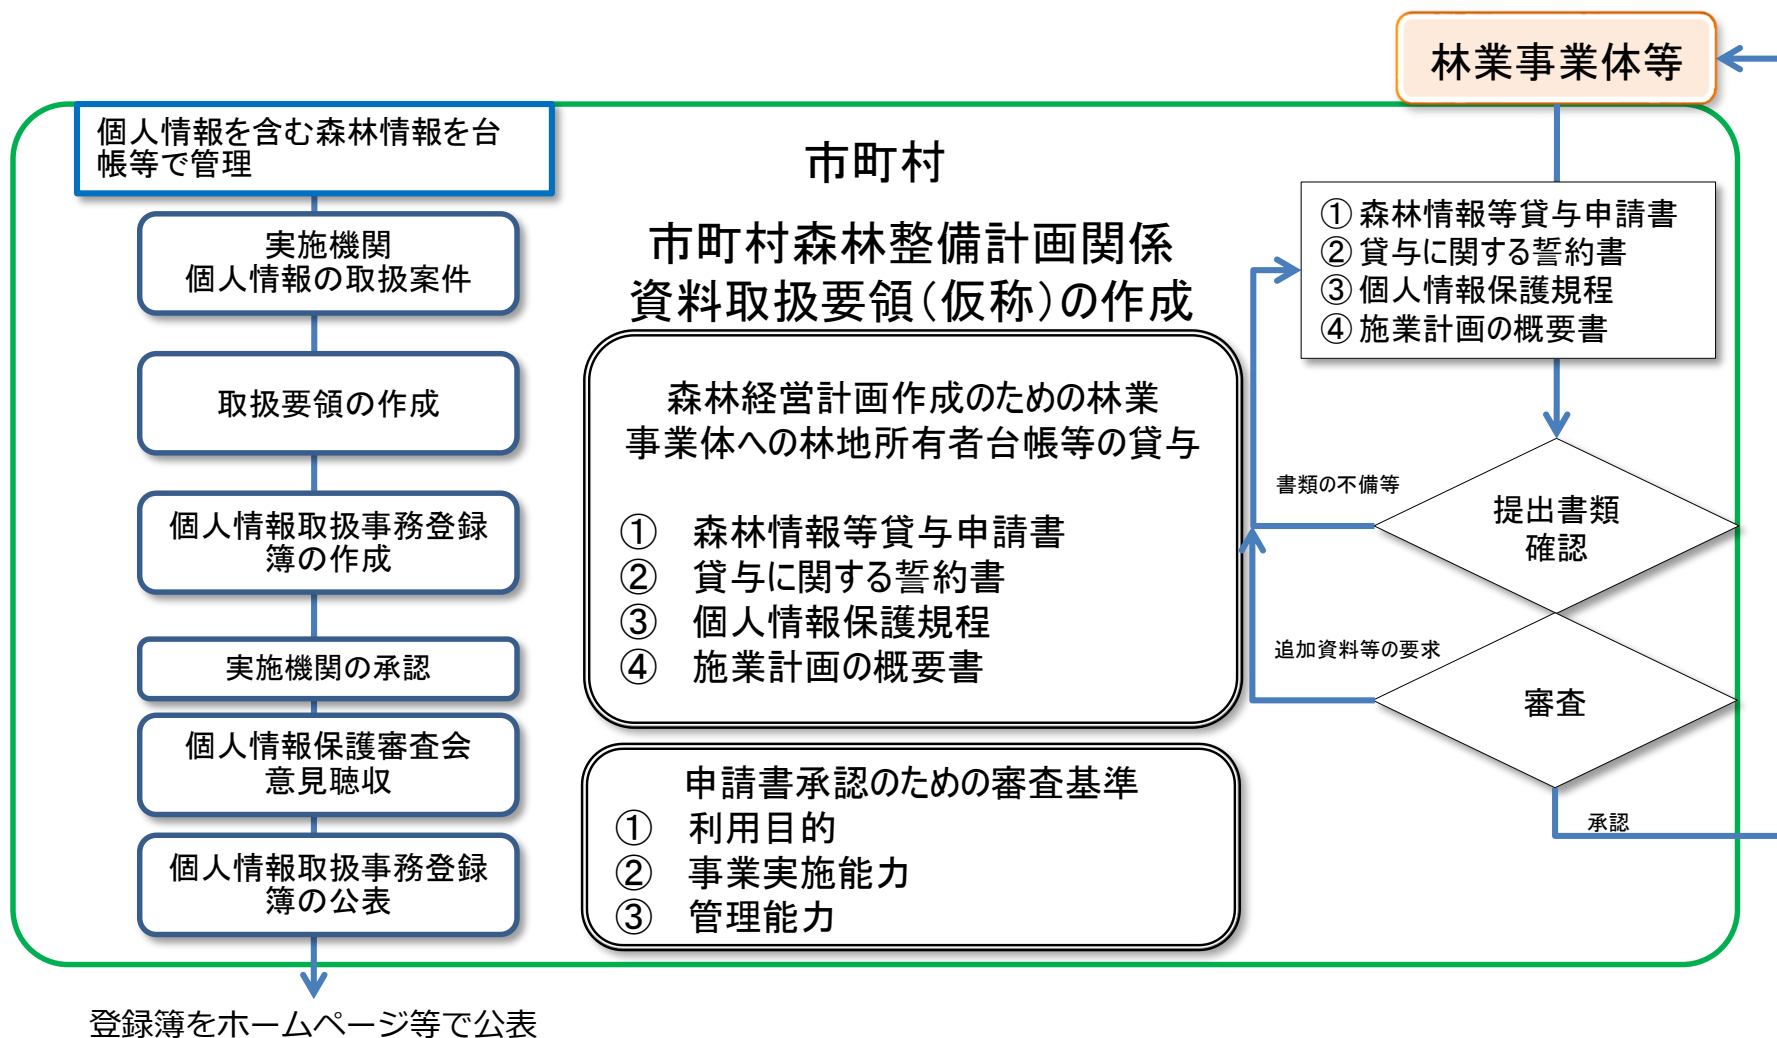 林業事業体等
個人情報を含む森林情報を台
帳等で管理
実施機関
個人情報の取扱案件
取扱要領の作成
個人情報取扱事務登録
簿の作成
実施機関の承認
個人情報保護審査会
意見聴収
個人情報取扱事務登録
簿の公表
登録簿をホームページ等で公表
市町村
市町村森林整備計画関係
資料取扱要領(仮称)の作成
森林経営計画作成のための林業
事業体への林地所有者台帳等の貸与
① 森林情報等貸与申請書
② 貸与に関する誓約書
③ 個人情報保護規程
④ 施業計画の概要書
申請書承認のための審査基準
① 利用目的
② 事業実施能力
③ 管理能力
① 森林情報等貸与申請書
② 貸与に関する誓約書
③ 個人情報保護規程
④ 施業計画の概要書
書類の不備等
提出書類
確認
追加資料等の要求
審査
承認